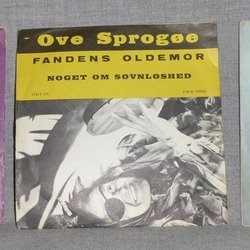 Ove Sprogøe
FANDENS OLDEMOR
NOGET OM SØVNLØSHED